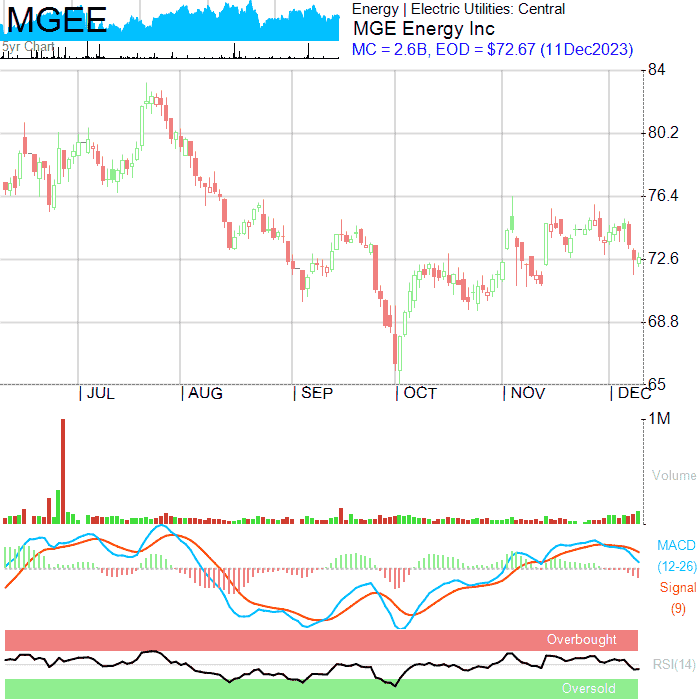 MGEE
5yr Chart
Energy | Electric Utilities: Central
MGE Energy Inc
MC = 2.6B, EOD = $72.67 (11Dec2023)
84
80.2
76.4
72.6
68.8
65
JUL AUG SEP OCT NOV DEC
1M
Volume
MACD
(12-26)
Signal
(9)
Overbought
RSI(14)
Oversold